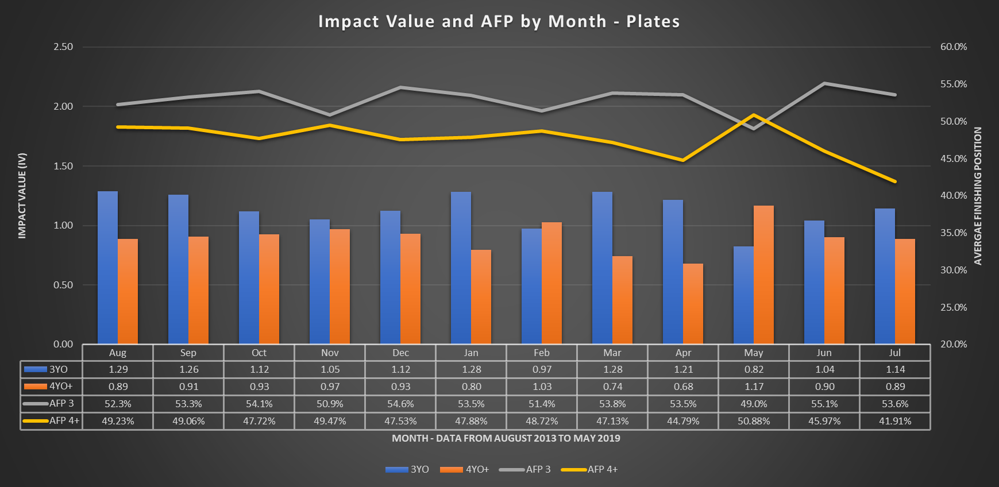 Impact Value and AFP by Month - Plates
2.50 60.0%
55.0%
2.00
50.0%
1.50 45.0%
40.0%
1.00
35.0%
30.0%
0.50
25.0%
0.00 20.0%
IMPACT VALUE (IV)
AVERGAE FINISHING POSITION
Aug Sep Oct Nov Dec Jan Feb Mar Apr May Jun Jul
3YO 1.29 1.26 1.12 1.05 1.12 1.28 0.97 1.28 1.21 0.82 1.04 1.14
4YO+ 0.89 0.91 0.93 0.97 0.93 0.80 1.03 0.74 0.68 1.17 0.90 0.89
AFP 3 52.3% 53.3% 54.1% 50.9% 54.6% 53.5% 51.4% 53.8% 53.5% 49.0% 55.1% 53.6%
AFP 4+ 49.23% 49.06% 47.72% 49.47% 47.53% 47.88% 48.72% 47.13% 44.79% 50.88% 45.97% 41.91%
MONTH - DATA FROM AUGUST 2013 TO MAY 2019
3YO 4YO+ AFP 3 AFP 4+